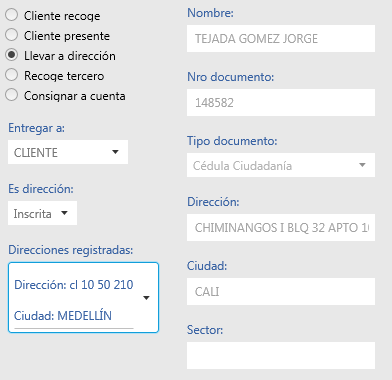 Cliente recoge
Cliente presente
Llevar a dirección
Recoge tercero
Consignar a cuenta
Entregar a:
CLIENTE
Es dirección:
Inscrita
Direcciones registradas:
Dirección: cl 10 50 210
Ciudad: MEDELLÍN
Nombre:
TEJADA GOMEZ JORGE
Nro documento:
148582
Tipo documento:
Cédula Ciudadanía
Dirección:
CHIMINANGOS I BLQ 32 APTO 10
Ciudad:
CALI
Sector: